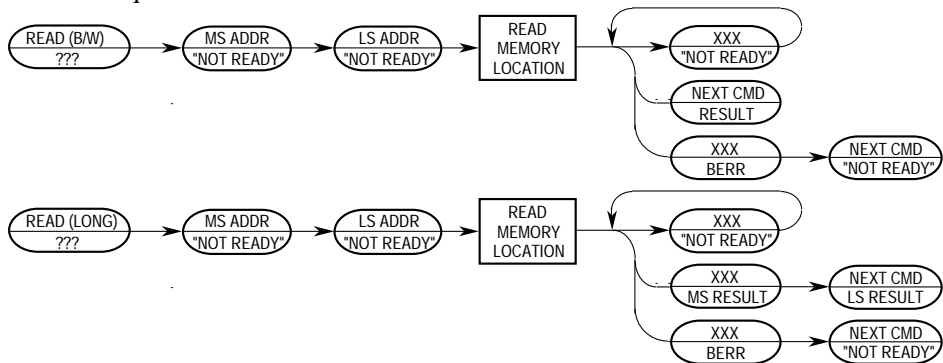 READ (B/W)
???
MS ADDR
"NOT READY"
LS ADDR
"NOT READY"
READ
MEMORY
LOCATION
XXX
"NOT READY"
NEXT CMD
RESULT
XXX
BERR
NEXT CMD
"NOT READY"
READ (LONG)
???
MS ADDR
"NOT READY"
LS ADDR
"NOT READY"
READ
MEMORY
LOCATION
XXX
"NOT READY"
XXX
MS RESULT
NEXT CMD
LS RESULT
XXX
BERR
NEXT CMD
"NOT READY"